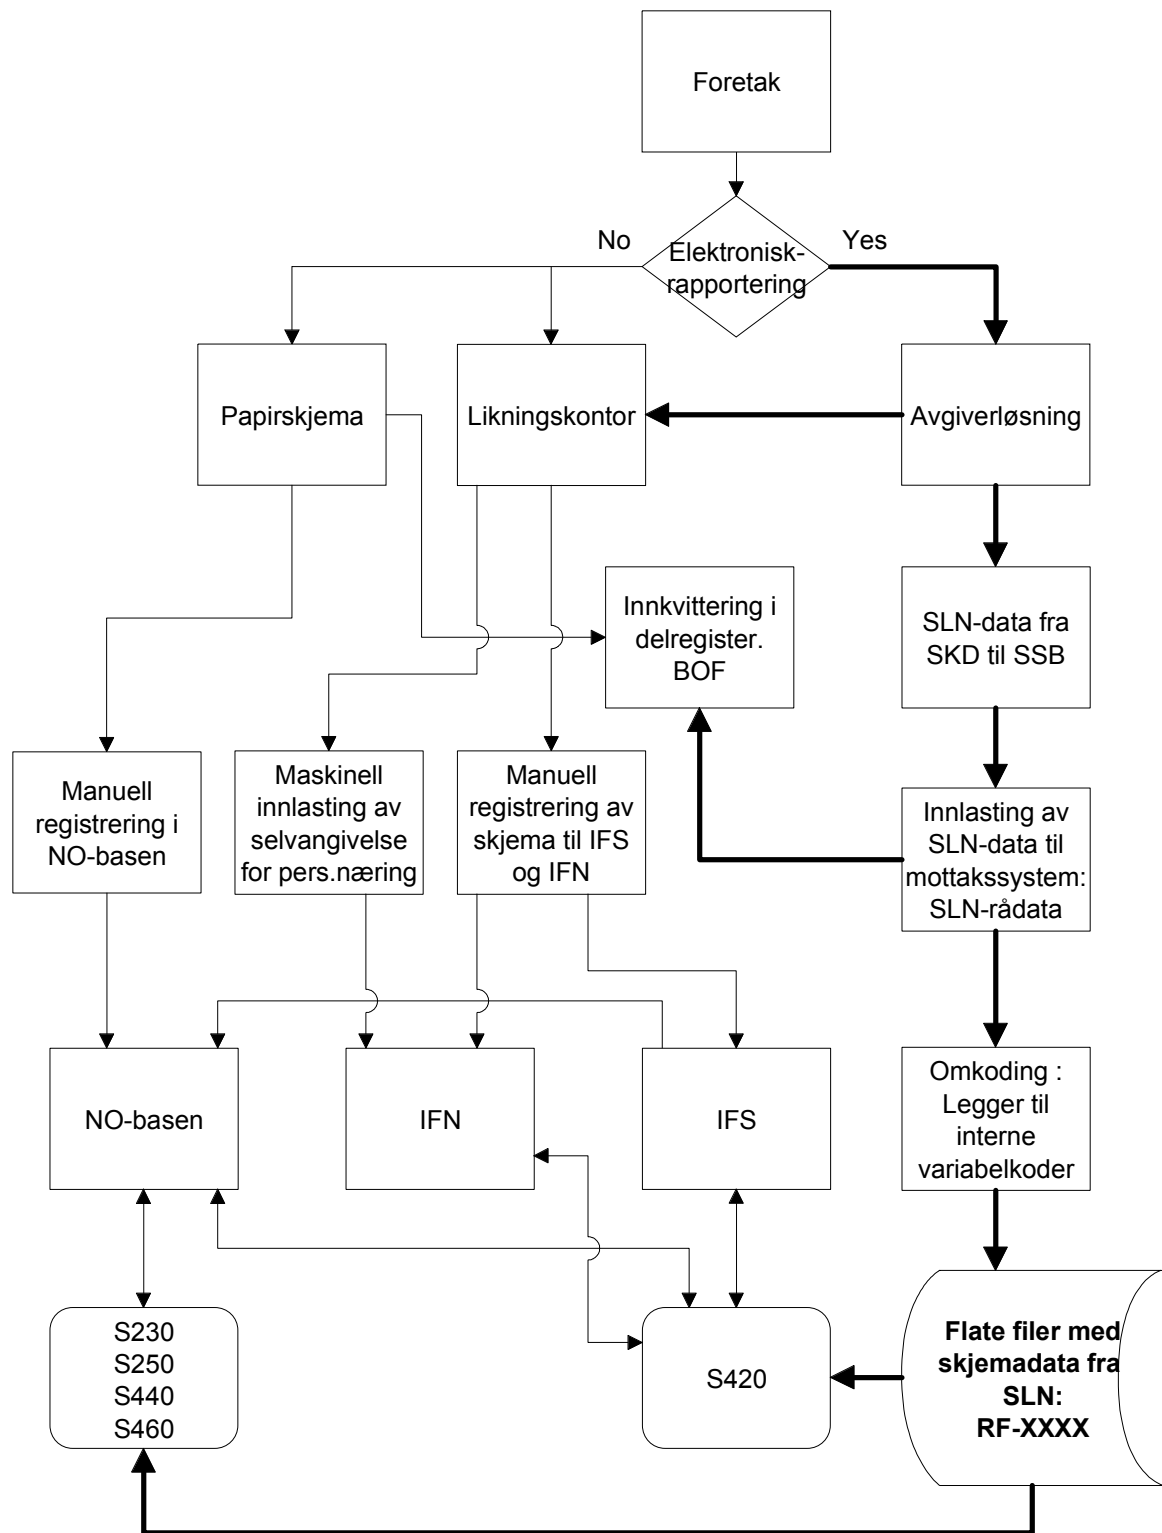 Foretak
No
Yes
Elektronisk-
rapportering
Papirskjema
Likningskontor
Avgiverløsning
Innkvittering i
delregister.
BOF
SLN-data fra
SKD til SSB
Manuell
registrering i
NO-basen
Maskinell
innlasting av
selvangivelse
for pers.næring
Manuell
registrering av
skjema til IFS
og IFN
Innlasting av
SLN-data til
mottakssystem:
SLN-rådata
NO-basen
IFN
IFS
Omkoding :
Legger til
interne
variabelkoder
S230
S250
S440
S460
S420
Flate filer med
skjemadata fra
SLN:
RF-XXXX